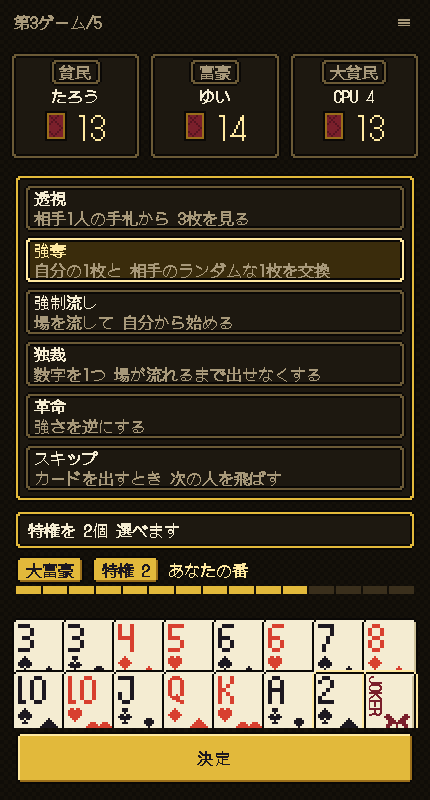 第3ゲーム/5
≡
貧民 富豪 大貧民
たろう ゆい CPU 4
13 14 13
透視
相手1人の手札から 3枚を見る
強奪
自分の1枚と 相手のランダムな1枚を交換
強制流し
場を流して 自分から始める
独裁
数字を1つ 場が流れるまで出せなくする
革命
強さを逆にする
スキップ
カードを出すとき 次の人を飛ばす
特権を 2個 選べます
大富豪 特権 2 あなたの番
3 3 4 5 6 6 7 8
10 10 J Q K A 2 JOKER
決定